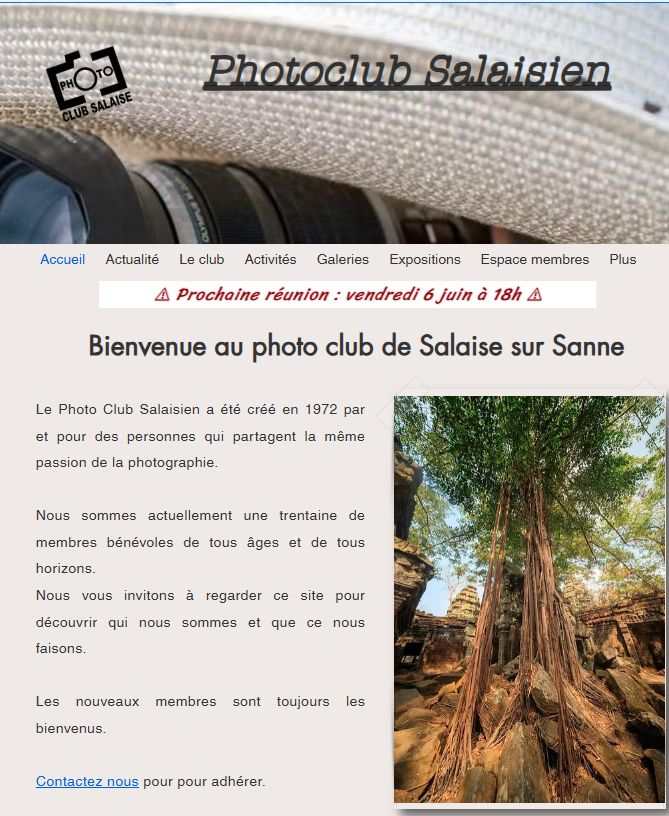 PHOTO
CLUB SALAISE
Photoclub Salaisien
Accueil Actualité Le club Activités Galeries Expositions Espace membres Plus
⚠ Prochaine réunion : vendredi 6 juin à 18h ⚠
Bienvenue au photo club de Salaise sur Sanne
Le Photo Club Salaisien a été créé en 1972 par
et pour des personnes qui partagent la même
passion de la photographie.
Nous sommes actuellement une trentaine de
membres bénévoles de tous âges et de tous
horizons.
Nous vous invitons à regarder ce site pour
découvrir qui nous sommes et que ce nous
faisons.
Les nouveaux membres sont toujours les
bienvenus.
Contactez nous pour pour adhérer.